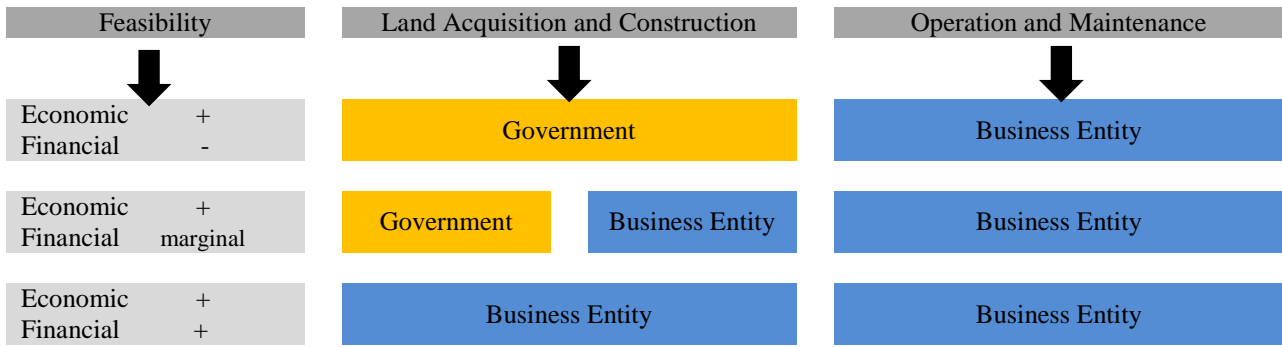 Feasibility
Land Acquisition and Construction
Operation and Maintenance
Economic +
Financial -
Government
Business Entity
Economic +
Financial marginal
Government
Business Entity
Business Entity
Economic +
Financial +
Business Entity
Business Entity